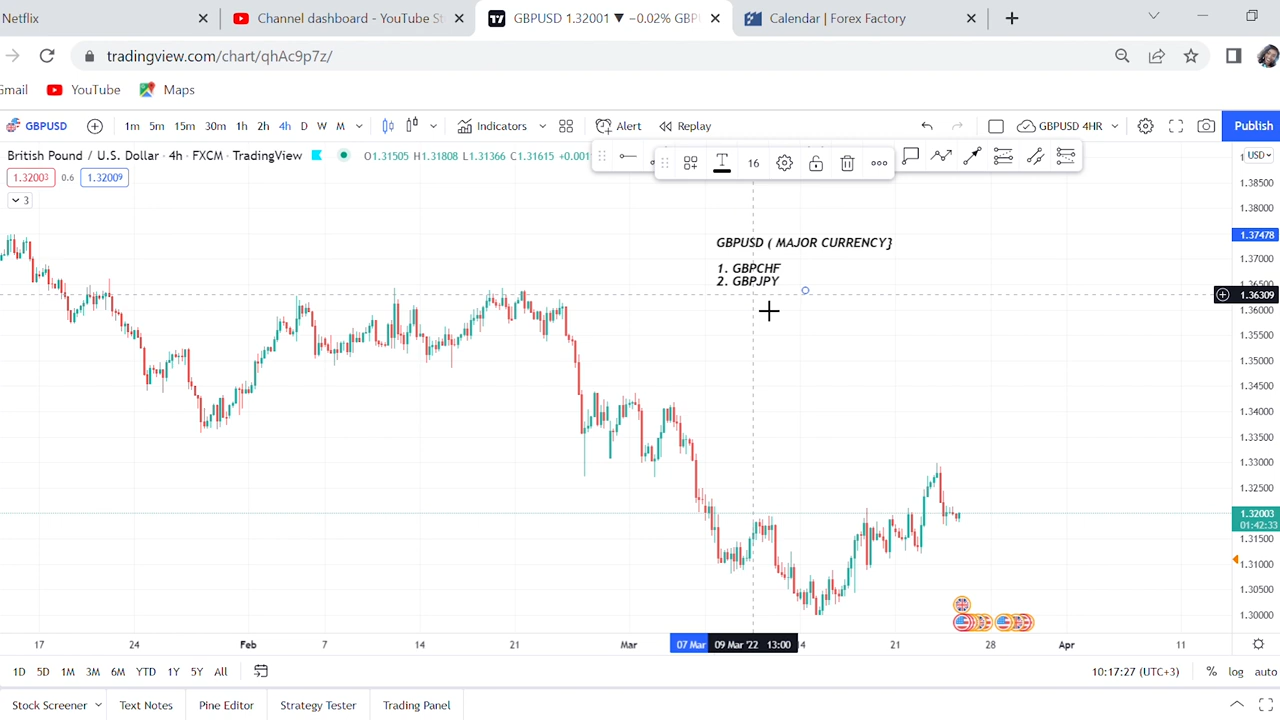 Netflix
Channel dashboard - YouTube St
GBPUSD 1.32001 ▼ −0.02% GBP
Calendar | Forex Factory
tradingview.com/chart/qhAc9p7z/
Gmail
YouTube
Maps
GBPUSD
1m 5m 15m 30m 1h 2h 4h D W M
Indicators
Alert
Replay
GBPUSD 4HR
Publish
British Pound / U.S. Dollar · 4h · FXCM · TradingView
O1.31505 H1.31808 L1.31366 C1.31615 +0.001
T 16
USD
1.32003 0.6 1.32009
3
1.38500
1.38000
1.37478
1.37000
1.36309
1.36000
1.35500
1.35000
1.34500
1.34000
1.33500
1.33000
1.32500
1.32003
01:42:33
1.31500
1.31000
1.30500
1.30000
GBPUSD ( MAJOR CURRENCY}
1. GBPCHF
2. GBPJPY
17 24 Feb 7 14 21 Mar 07 Mar 09 Mar '22 13:00 21 28 Apr 11
1D 5D 1M 3M 6M YTD 1Y 5Y All
10:17:27 (UTC+3)
% log auto
Stock Screener
Text Notes
Pine Editor
Strategy Tester
Trading Panel